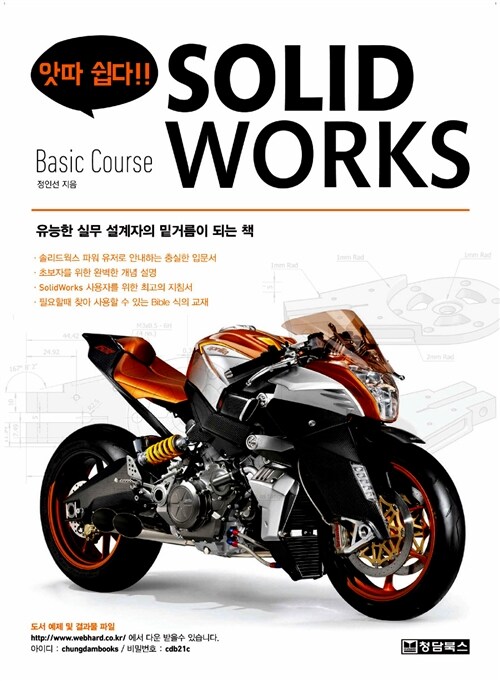 앗따 쉽다!!
SOLID
WORKS
Basic Course
정인선 지음
유능한 실무 설계자의 밑거름이 되는 책
· 솔리드웍스 파워 유저로 안내하는 충실한 입문서
· 초보자를 위한 완벽한 개념 설명
· SolidWorks 사용자를 위한 최고의 지침서
· 필요할때 찾아 사용할 수 있는 Bible 식의 교재
1mm Rad
1mm Rad
도서 예제 및 결과물 파일
http://www.webhard.co.kr/ 에서 다운 받을수 있습니다.
아이디 : chungdambooks / 비밀번호 : cdb21c
청담북스